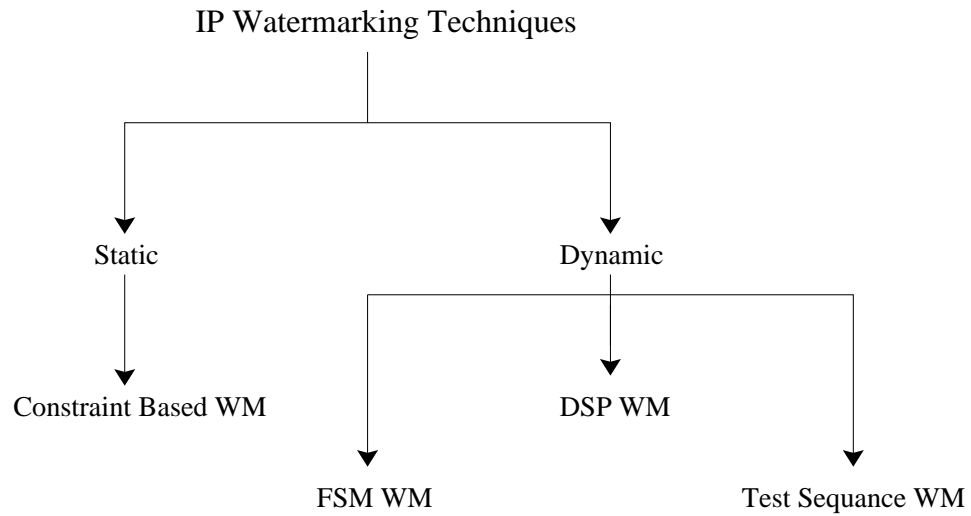 IP Watermarking Techniques
Static
Dynamic
Constraint Based WM
DSP WM
FSM WM
Test Sequance WM